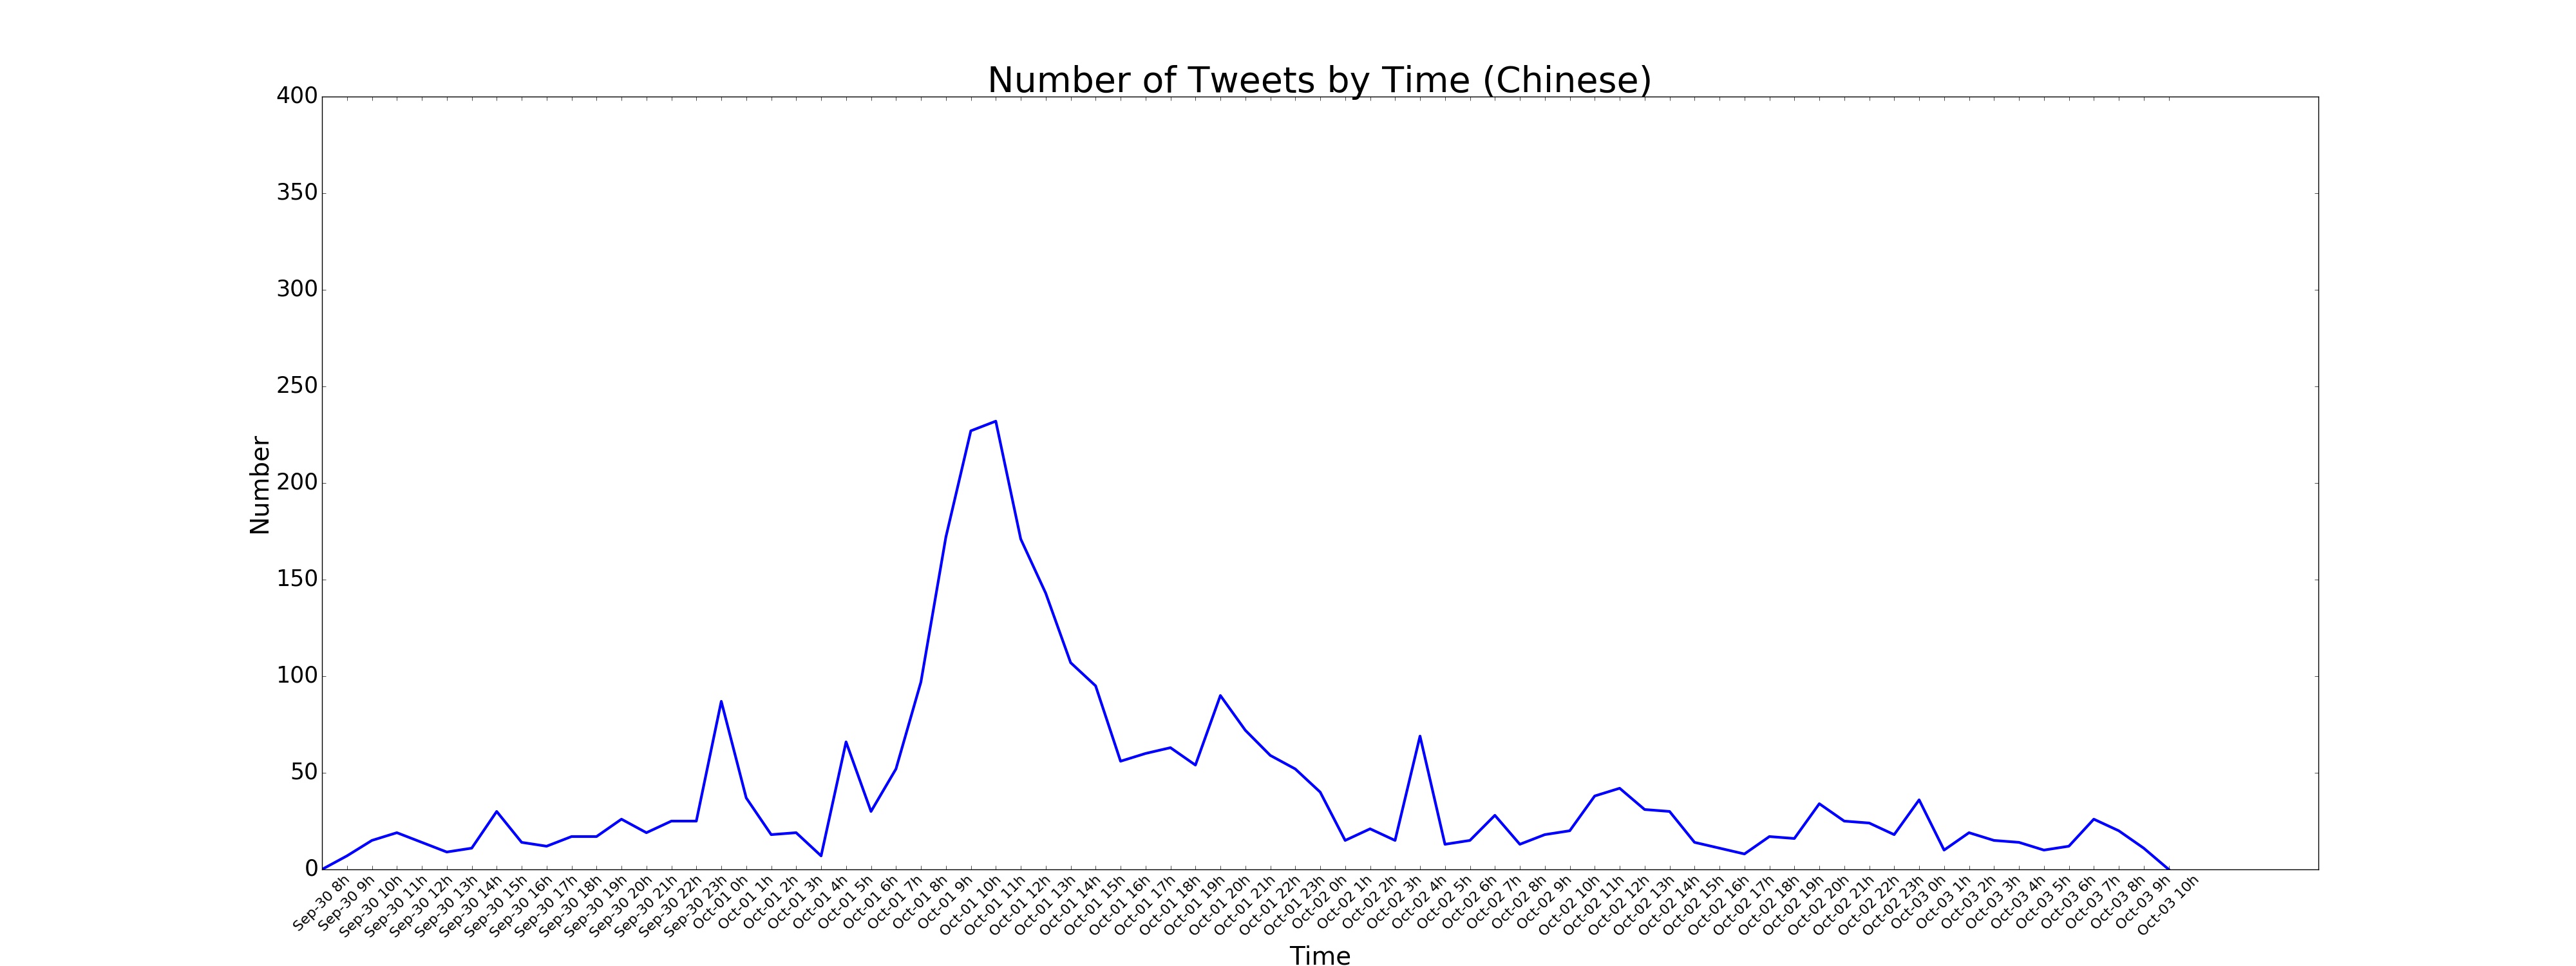 Number of Tweets by Time (Chinese)
400
350
300
250
200
150
100
50
0
Number
Sep-30 8h
Sep-30 9h
Sep-30 10h
Sep-30 11h
Sep-30 12h
Sep-30 13h
Sep-30 14h
Sep-30 15h
Sep-30 16h
Sep-30 17h
Sep-30 18h
Sep-30 19h
Sep-30 20h
Sep-30 21h
Sep-30 22h
Sep-30 23h
Oct-01 0h
Oct-01 1h
Oct-01 2h
Oct-01 3h
Oct-01 4h
Oct-01 5h
Oct-01 6h
Oct-01 7h
Oct-01 8h
Oct-01 9h
Oct-01 10h
Oct-01 11h
Oct-01 12h
Oct-01 13h
Oct-01 14h
Oct-01 15h
Oct-01 16h
Oct-01 17h
Oct-01 18h
Oct-01 19h
Oct-01 20h
Oct-01 21h
Oct-01 22h
Oct-01 23h
Oct-02 0h
Oct-02 1h
Oct-02 2h
Oct-02 3h
Oct-02 4h
Oct-02 5h
Oct-02 6h
Oct-02 7h
Oct-02 8h
Oct-02 9h
Oct-02 10h
Oct-02 11h
Oct-02 12h
Oct-02 13h
Oct-02 14h
Oct-02 15h
Oct-02 16h
Oct-02 17h
Oct-02 18h
Oct-02 19h
Oct-02 20h
Oct-02 21h
Oct-02 22h
Oct-02 23h
Oct-03 0h
Oct-03 1h
Oct-03 2h
Oct-03 3h
Oct-03 4h
Oct-03 5h
Oct-03 6h
Oct-03 7h
Oct-03 8h
Oct-03 9h
Oct-03 10h
Time